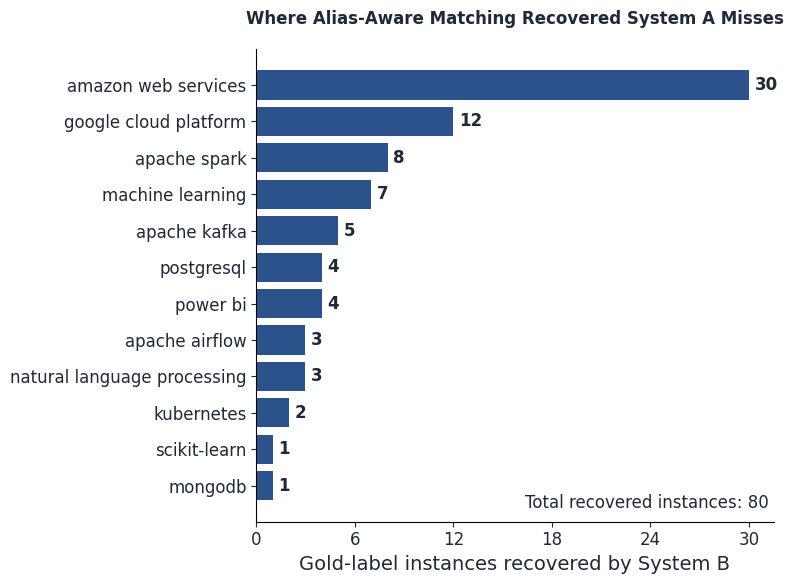 Where Alias-Aware Matching Recovered System A Misses
amazon web services 30
google cloud platform 12
apache spark 8
machine learning 7
apache kafka 5
postgresql 4
power bi 4
apache airflow 3
natural language processing 3
kubernetes 2
scikit-learn 1
mongodb 1
Total recovered instances: 80
0 6 12 18 24 30
Gold-label instances recovered by System B